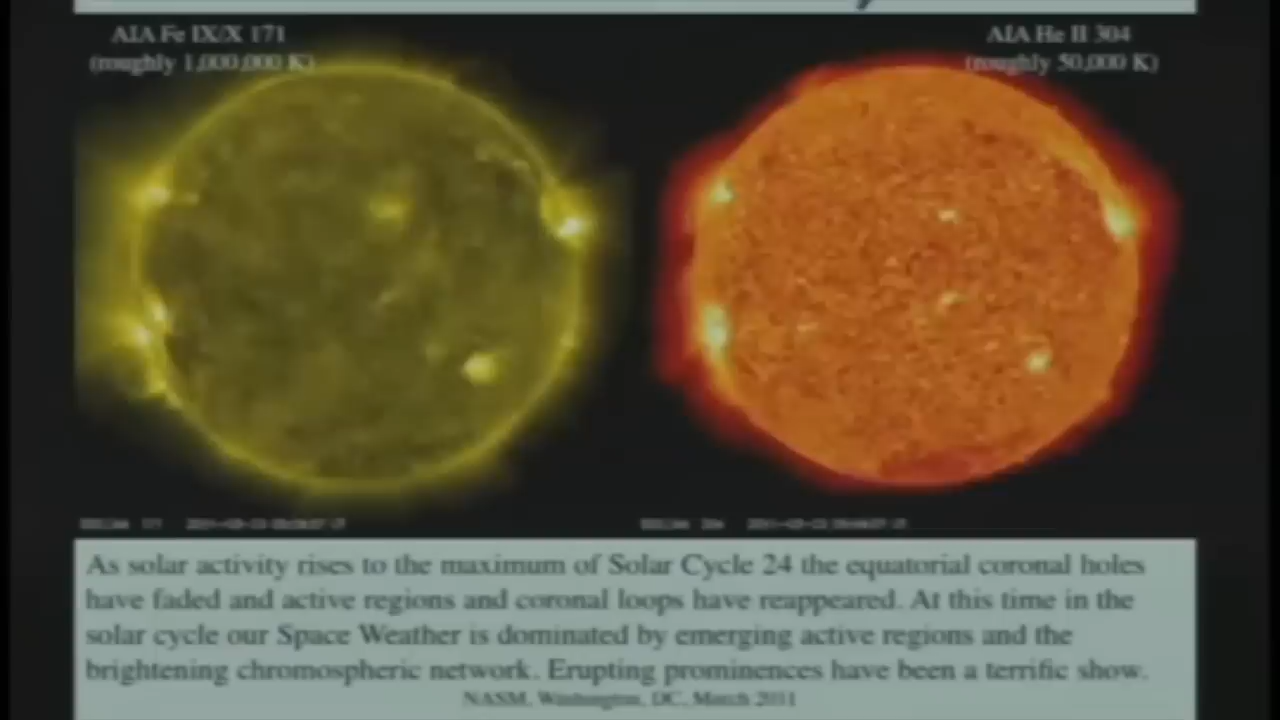 AIA Fe IX/X 171
(roughly 1,000,000 K)
AIA He II 304
(roughly 50,000 K)
As solar activity rises to the maximum of Solar Cycle 24 the equatorial coronal holes
have faded and active regions and coronal loops have reappeared. At this time in the
solar cycle our Space Weather is dominated by emerging active regions and the
brightening chromospheric network. Erupting prominences have been a terrific show.
NASM, Washington, DC, March 2011